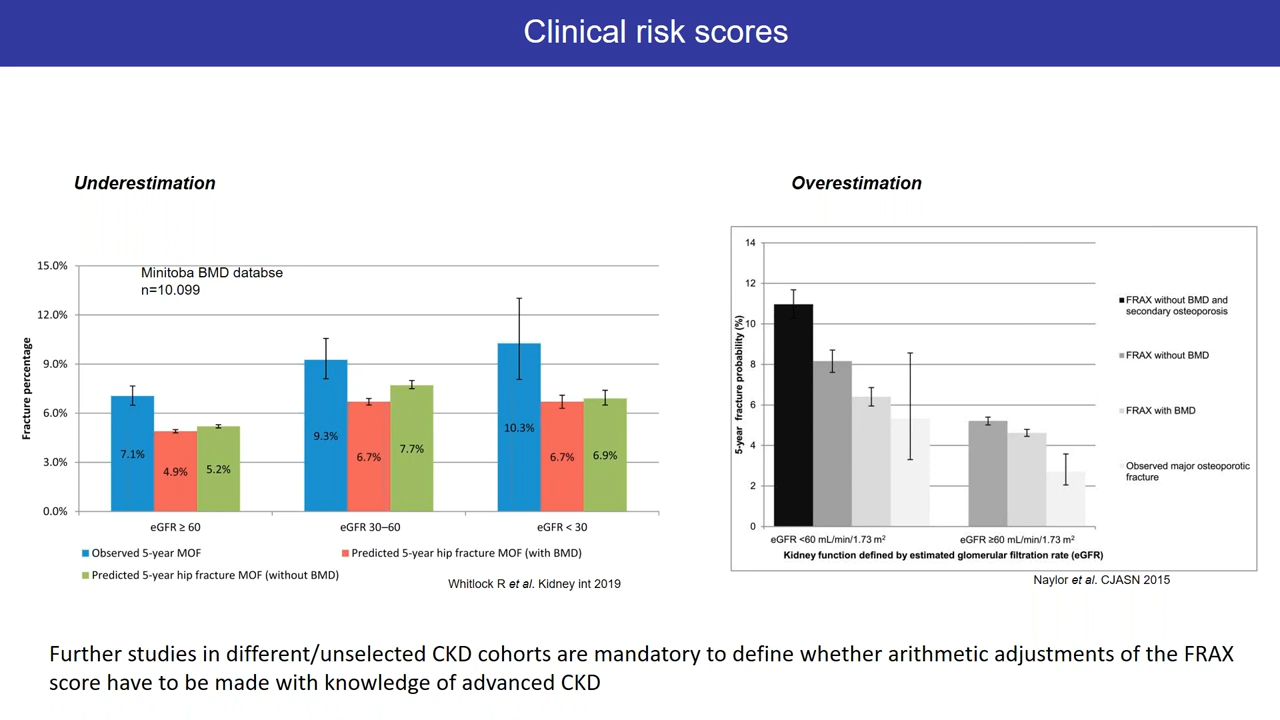 Clinical risk scores
Underestimation
Overestimation
15.0%
12.0%
9.0%
6.0%
3.0%
0.0%
Fracture percentage
Minitoba BMD databse
n=10.099
7.1%
4.9%
5.2%
9.3%
6.7%
7.7%
10.3%
6.7%
6.9%
eGFR ≥ 60
eGFR 30–60
eGFR < 30
Observed 5-year MOF
Predicted 5-year hip fracture MOF (with BMD)
Predicted 5-year hip fracture MOF (without BMD)
Whitlock R et al. Kidney int 2019
14
12
10
8
6
4
2
0
5-year fracture probability (%)
eGFR <60 mL/min/1.73 m²
eGFR ≥60 mL/min/1.73 m²
Kidney function defined by estimated glomerular filtration rate (eGFR)
FRAX without BMD and
secondary osteoporosis
FRAX without BMD
FRAX with BMD
Observed major osteoporotic
fracture
Naylor et al. CJASN 2015
Further studies in different/unselected CKD cohorts are mandatory to define whether arithmetic adjustments of the FRAX
score have to be made with knowledge of advanced CKD